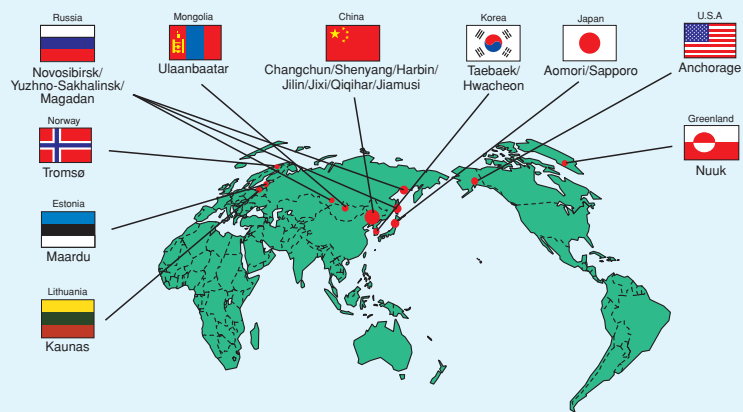 Russia
Novosibirsk/
Yuzhno-Sakhalinsk/
Magadan
Mongolia
Ulaanbaatar
China
Changchun/Shenyang/Harbin/
Jilin/Jixi/Qiqihar/Jiamusi
Korea
Taebaek/
Hwacheon
Japan
Aomori/Sapporo
U.S.A
Anchorage
Norway
Tromsø
Greenland
Nuuk
Estonia
Maardu
Lithuania
Kaunas